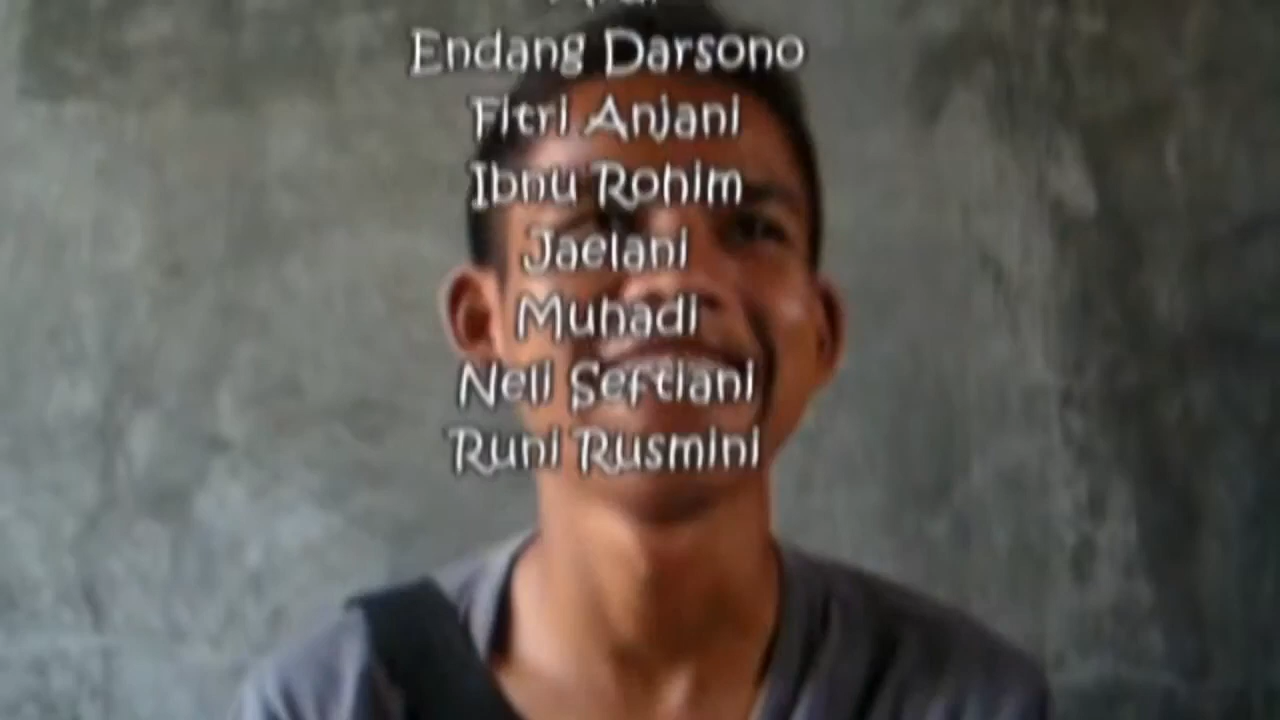 Endang Darsono
Fitri Anjani
Ibnu Rohim
Jaelani
Muhadi
Neli Seftiani
Runi Rusmini